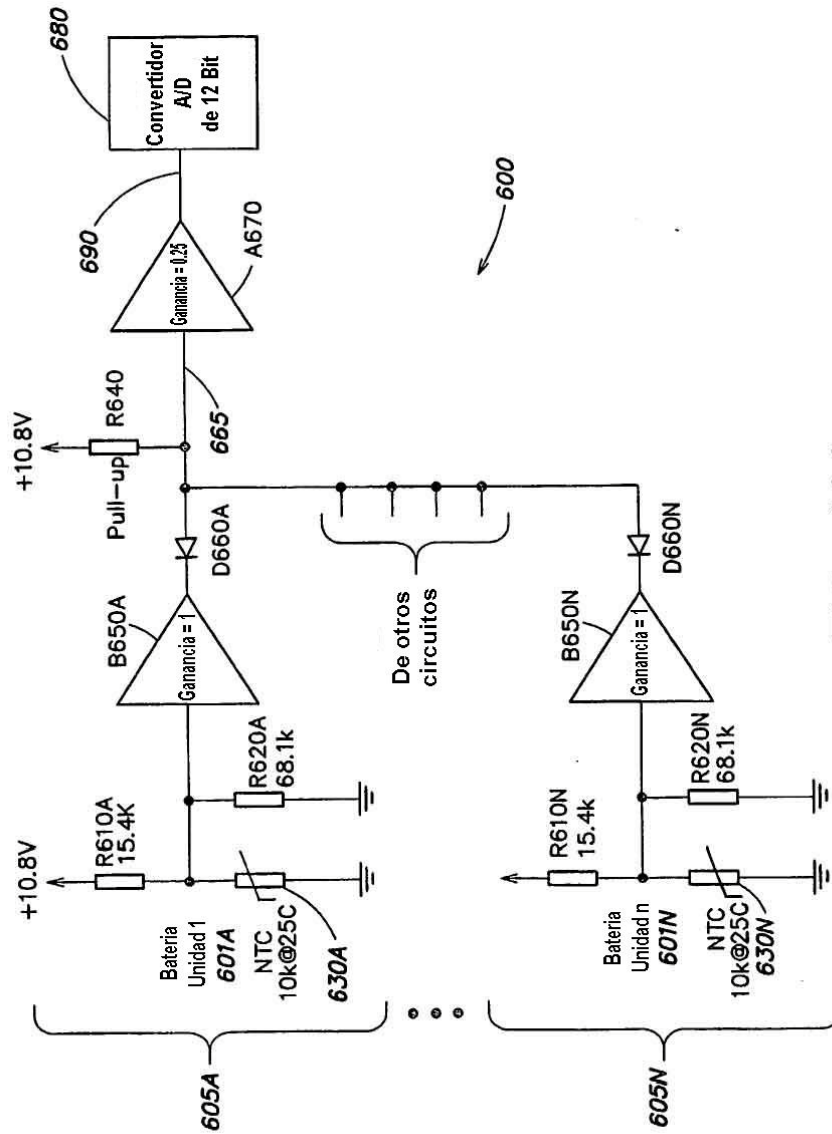 +10.8V
R610A
15.4K
Bateria
Unidad 1
601A
NTC
10k@25C
630A
R620A
68.1k
605A
B650A
Ganancia = 1
D660A
+10.8V
Pull-up
R640
665
Ganancia = 0.25
A670
690
Convertidor
A/D
de 12 Bit
680
De otros
circuitos
600
R610N
15.4k
Bateria
Unidad n
601N
NTC
10k@25C
630N
R620N
68.1k
605N
B650N
Ganancia = 1
D660N